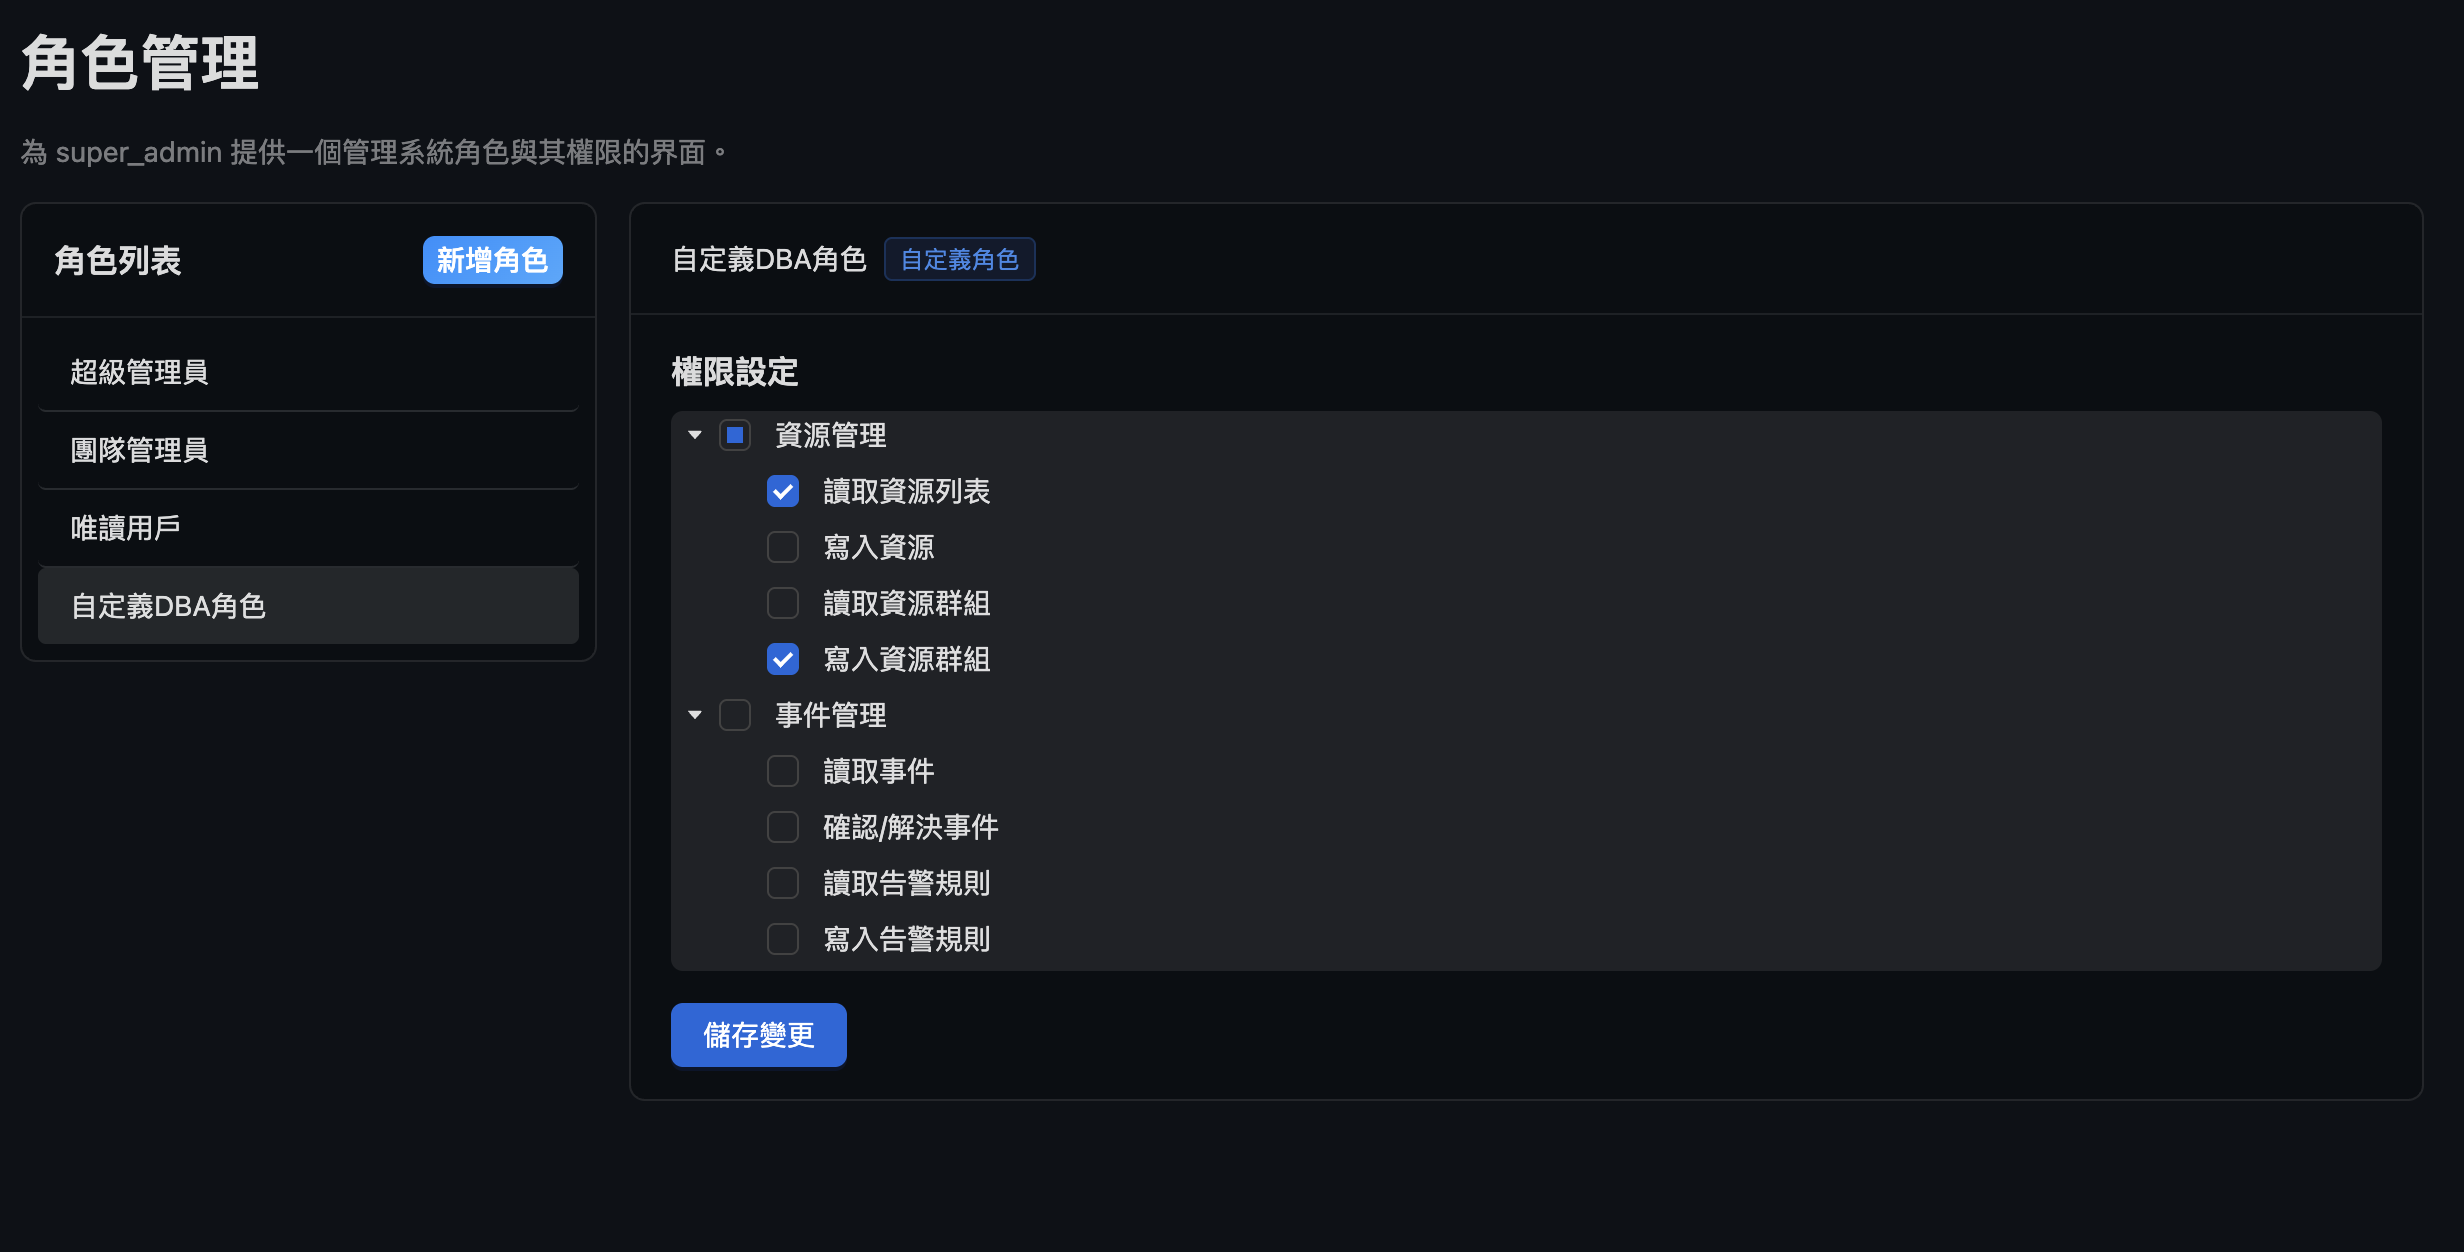 角色管理
為 super_admin 提供一個管理系統角色與其權限的界面。
角色列表
新增角色
超級管理員
團隊管理員
唯讀用戶
自定義DBA角色
自定義DBA角色
自定義角色
權限設定
資源管理
讀取資源列表
寫入資源
讀取資源群組
寫入資源群組
事件管理
讀取事件
確認/解決事件
讀取告警規則
寫入告警規則
儲存變更